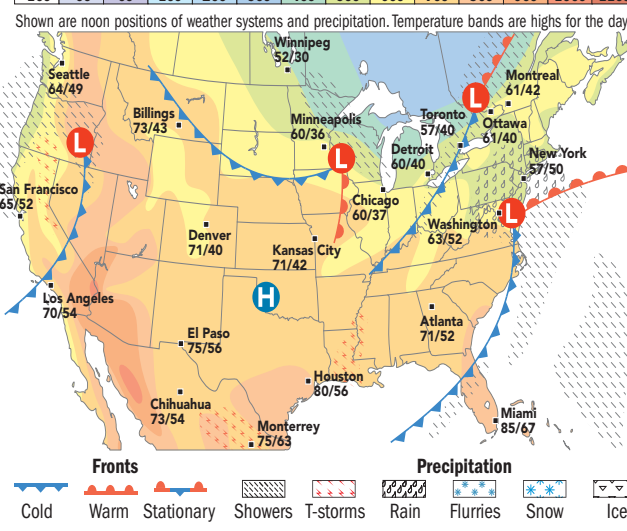 Shown are noon positions of weather systems and precipitation. Temperature bands are highs for the day
Winnipeg
52/30
Seattle
64/49
Montreal
61/42
Billings
73/43
Minneapolis
60/36
Toronto
57/40
Ottawa
61/40
L
L
L
Detroit
60/40
New York
57/50
San Francisco
65/52
Chicago
60/37
Washington
63/52
L
Denver
71/40
Kansas City
71/42
H
Los Angeles
70/54
El Paso
75/56
Atlanta
71/52
Houston
80/56
Chihuahua
73/54
Monterrey
75/63
Miami
85/67
Fronts
Precipitation
Cold
Warm
Stationary
Showers
T-storms
Rain
Flurries
Snow
Ice